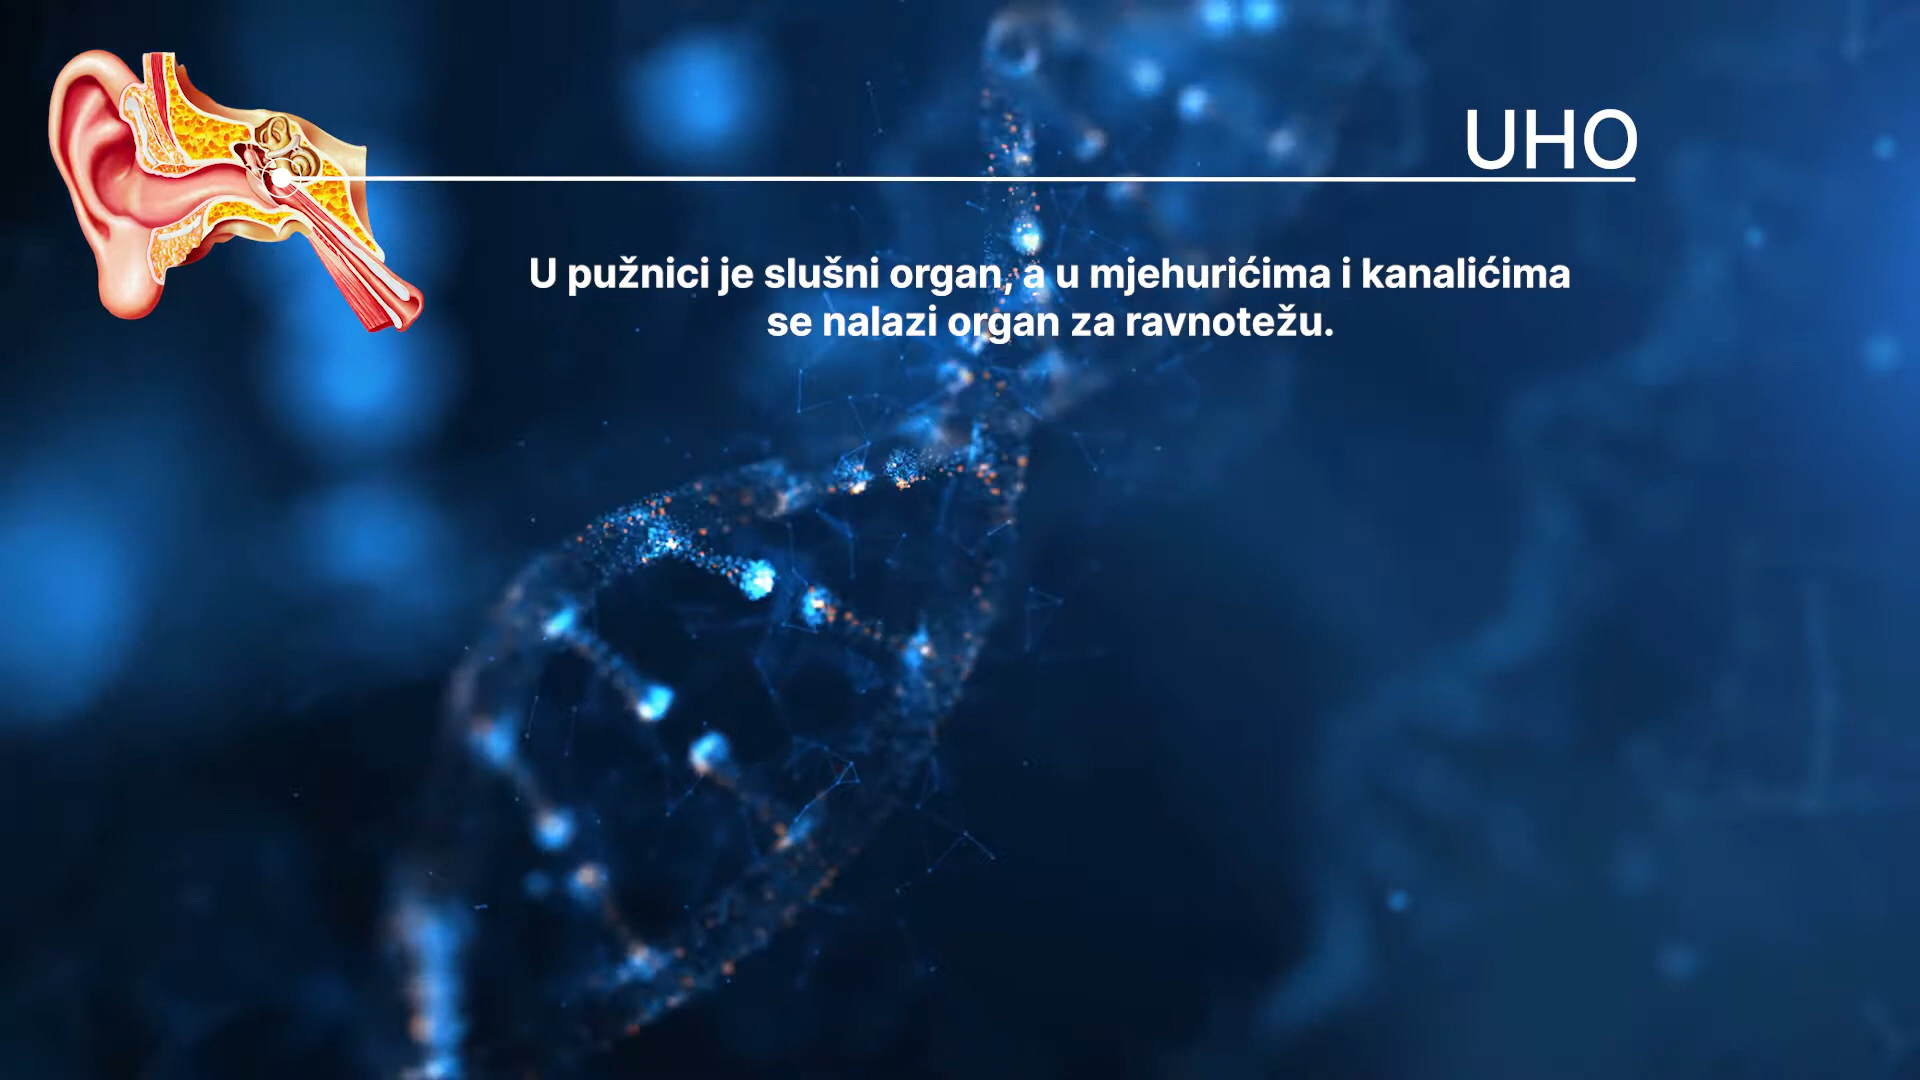 UHO
U pužnici je slušni organ, a u mjehurićima i kanalićima
se nalazi organ za ravnotežu.